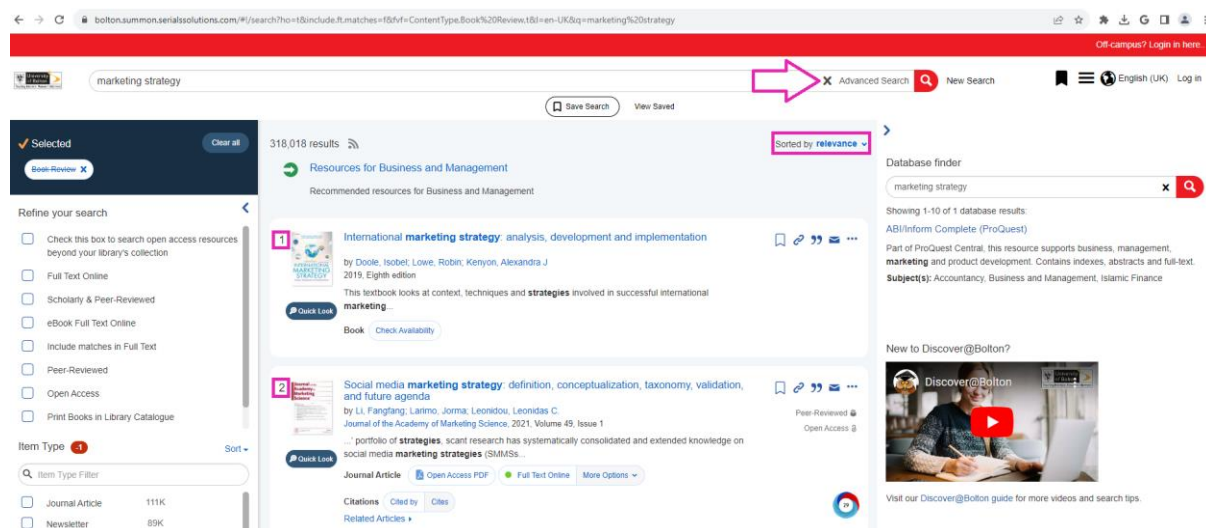 bolton.summon.serialssolutions.com/#!/search?ho=t&include.ft.matches=f&fvf=ContentType,Book%20Review,t&l=en-UK&q=marketing%20strategy
Off-campus? Login in here..
marketing strategy
Advanced Search
New Search
English (UK)
Log in
Save Search
View Saved
Selected
Clear all
Book Review X
Refine your search
Check this box to search open access resources
beyond your library's collection
Full Text Online
Scholarly & Peer-Reviewed
eBook Full Text Online
Include matches in Full Text
Peer-Reviewed
Open Access
Print Books in Library Catalogue
Item Type -1
Sort
Item Type Filter
Journal Article 111K
Newsletter 89K
318,018 results
Sorted by relevance
Resources for Business and Management
Recommended resources for Business and Management
1
International marketing strategy: analysis, development and implementation
by Doole, Isobel; Lowe, Robin; Kenyon, Alexandra J
2019, Eighth edition
This textbook looks at context, techniques and strategies involved in successful international
marketing...
Quick Look
Book Check Availability
2
Social media marketing strategy: definition, conceptualization, taxonomy, validation,
and future agenda
by Li, Fangfang; Larimo, Jorma; Leonidou, Leonidas C.
Journal of the Academy of Marketing Science, 2021, Volume 49, Issue 1
...' portfolio of strategies, scant research has systematically consolidated and extended knowledge on
social media marketing strategies (SMMSs...
Peer-Reviewed
Open Access
Quick Look
Journal Article Open Access PDF Full Text Online More Options
Citations Cited by Cites
Related Articles
29
Database finder
marketing strategy
Showing 1-10 of 1 database results:
ABI/Inform Complete (ProQuest)
Part of ProQuest Central, this resource supports business, management,
marketing and product development. Contains indexes, abstracts and full-text.
Subject(s): Accountancy, Business and Management, Islamic Finance
New to Discover@Bolton?
Discover@Bolton
Visit our Discover@Bolton guide for more videos and search tips.